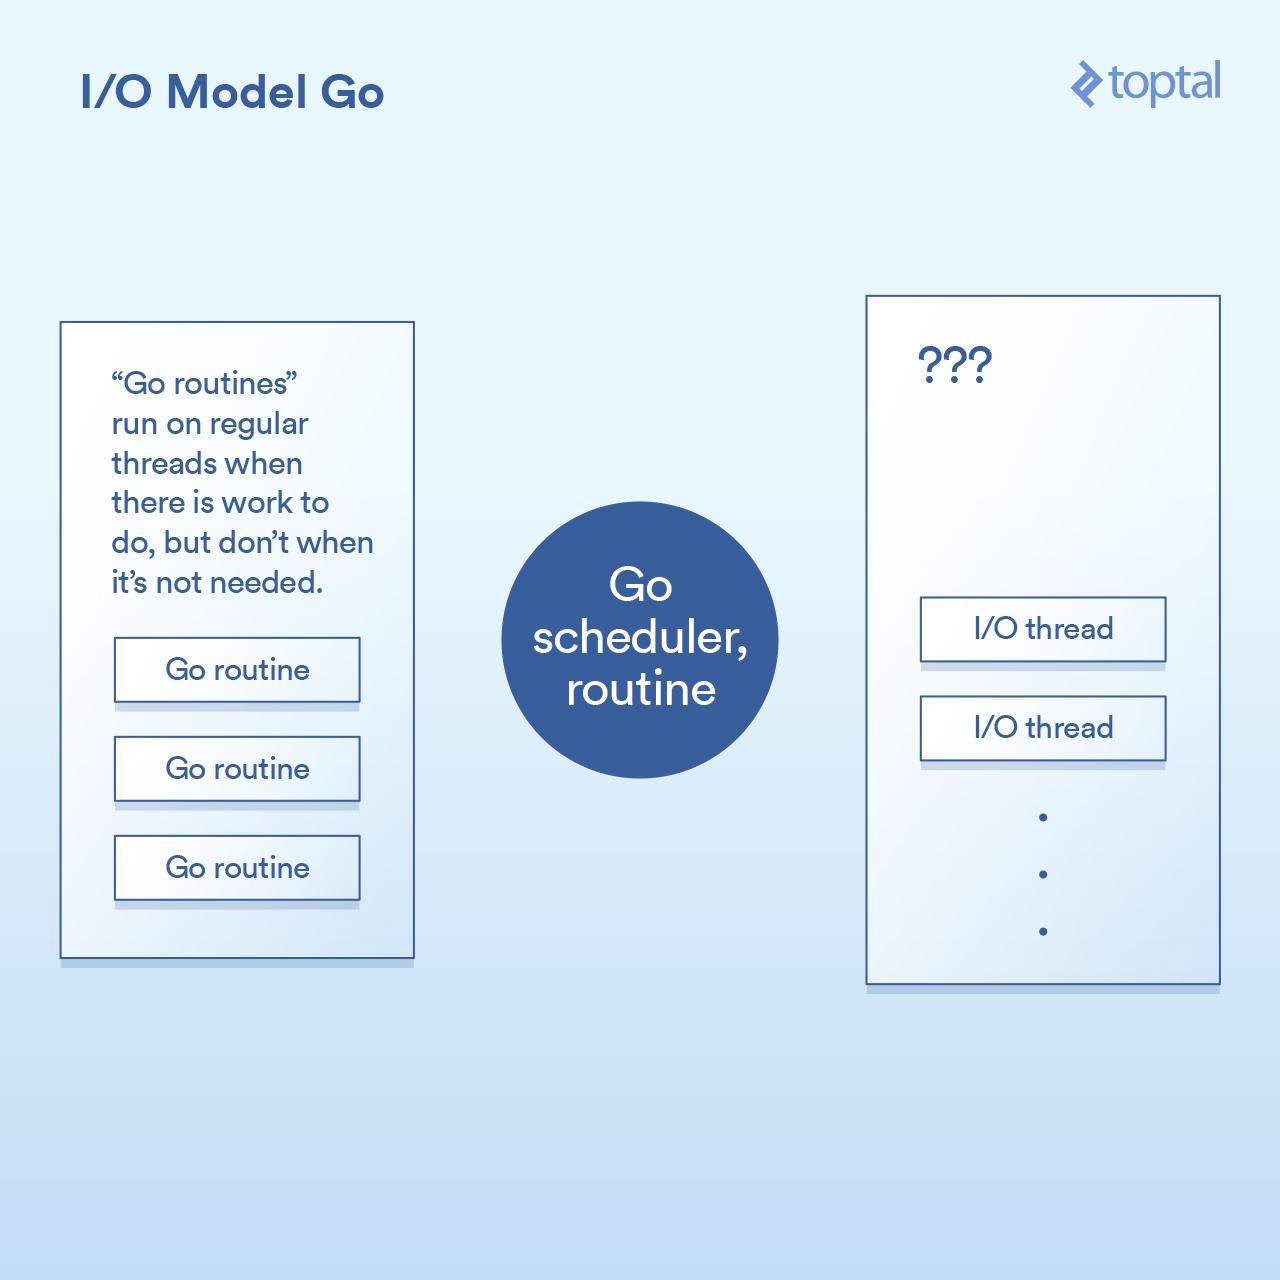 I/O Model Go
toptal
“Go routines”
run on regular
threads when
there is work to
do, but don’t when
it’s not needed.
Go routine
Go routine
Go routine
Go
scheduler,
routine
???
I/O thread
I/O thread